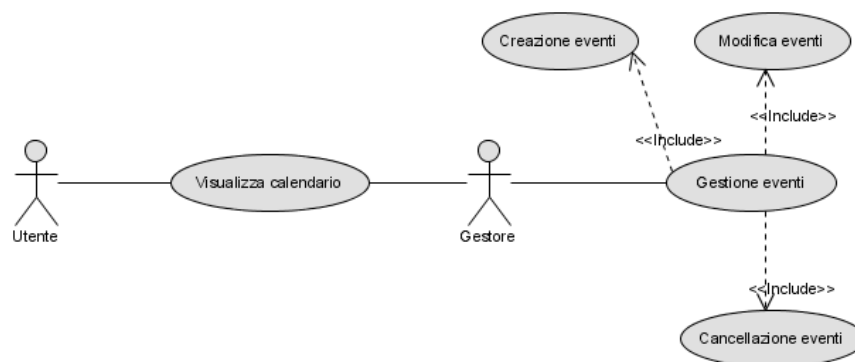 Creazione eventi
Modifica eventi
<<Include>>
<<Include>>
Visualizza calendario
Gestione eventi
Utente
Gestore
<<Include>>
Cancellazione eventi